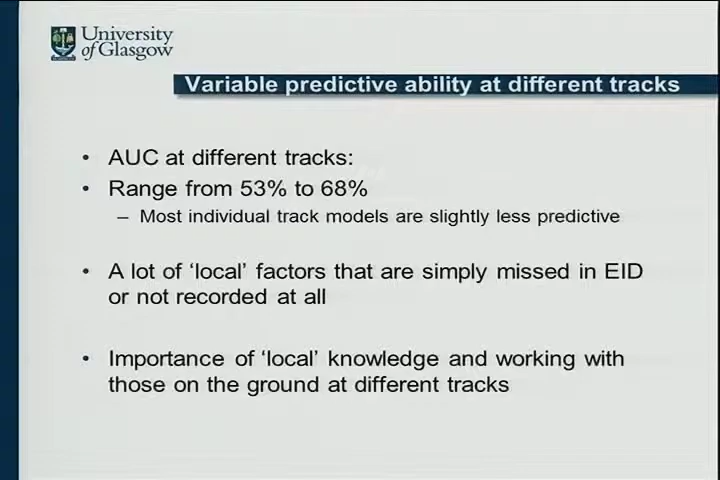 University
of Glasgow
Variable predictive ability at different tracks
• AUC at different tracks:
• Range from 53% to 68%
– Most individual track models are slightly less predictive
• A lot of 'local' factors that are simply missed in EID
or not recorded at all
• Importance of 'local' knowledge and working with
those on the ground at different tracks